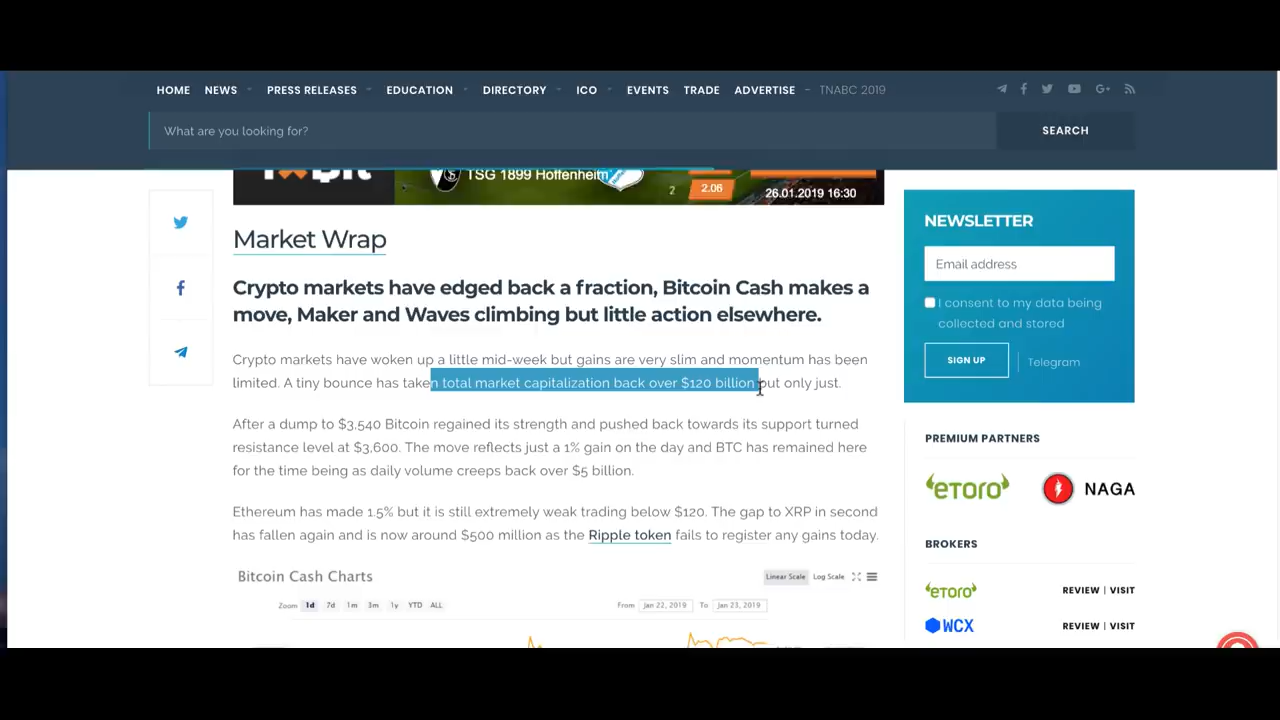 HOME NEWS PRESS RELEASES EDUCATION DIRECTORY ICO EVENTS TRADE ADVERTISE TNABC 2019
What are you looking for?
SEARCH
TSG 1899 Hoffenheim
2
2.06
26.01.2019 16:30
Market Wrap
Crypto markets have edged back a fraction, Bitcoin Cash makes a
move, Maker and Waves climbing but little action elsewhere.
Crypto markets have woken up a little mid-week but gains are very slim and momentum has been
limited. A tiny bounce has taken total market capitalization back over $120 billion but only just.
After a dump to $3,540 Bitcoin regained its strength and pushed back towards its support turned
resistance level at $3,600. The move reflects just a 1% gain on the day and BTC has remained here
for the time being as daily volume creeps back over $5 billion.
Ethereum has made 1.5% but it is still extremely weak trading below $120. The gap to XRP in second
has fallen again and is now around $500 million as the Ripple token fails to register any gains today.
Bitcoin Cash Charts
Linear Scale Log Scale
Zoom 1d 7d 1m 3m 1y YTD ALL
From Jan 22, 2019 To Jan 23, 2019
NEWSLETTER
Email address
I consent to my data being
collected and stored
SIGN UP
Telegram
PREMIUM PARTNERS
eToro
NAGA
BROKERS
eToro
REVIEW | VISIT
WCX
REVIEW | VISIT